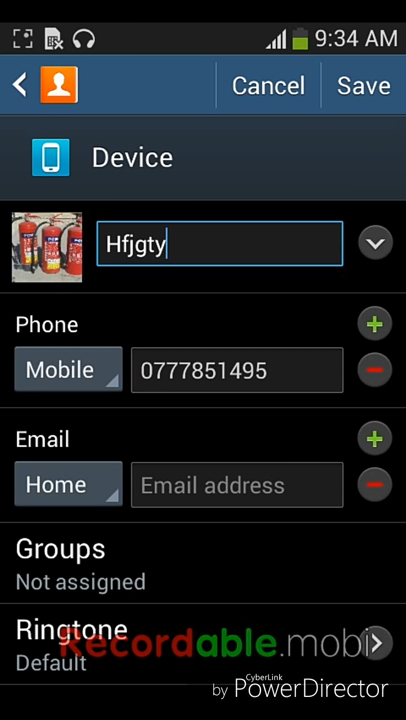 9:34 AM
Cancel Save
Device
Hfjgty
Phone
Mobile 0777851495
Email
Home Email address
Groups
Not assigned
Ringtone
Recordable.mobi
Default
CyberLink
by PowerDirector